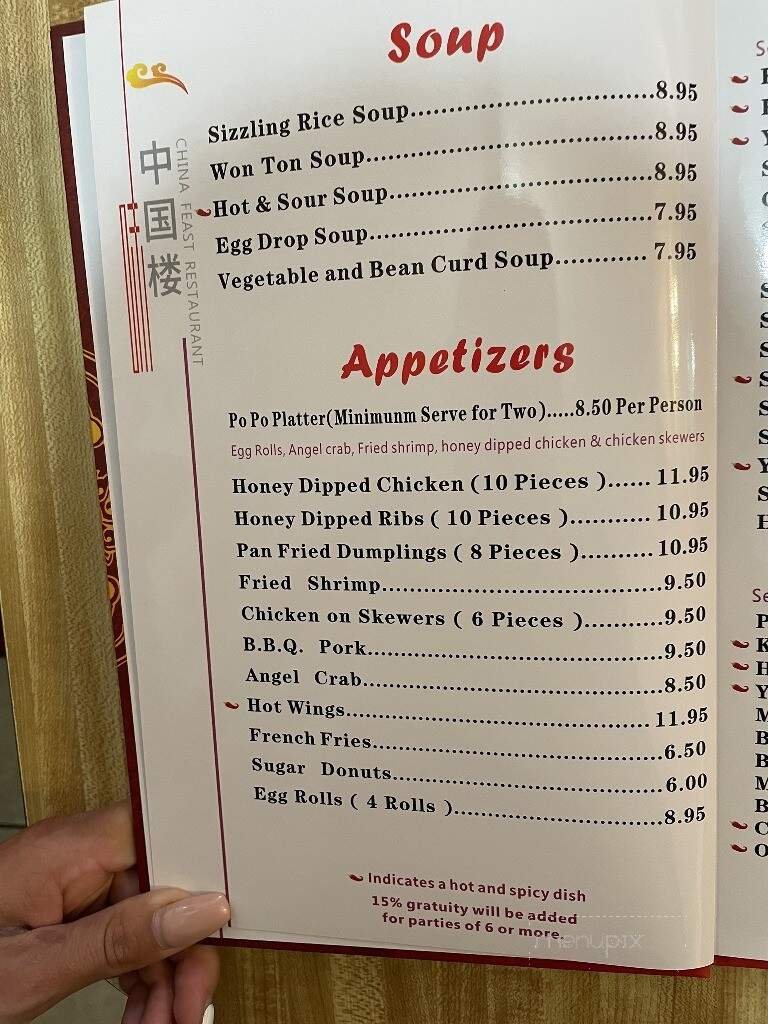 中国楼
CHINA FEAST RESTAURANT
Soup
Sizzling Rice Soup...............................8.95
Won Ton Soup.....................................8.95
Hot & Sour Soup..................................8.95
Egg Drop Soup....................................7.95
Vegetable and Bean Curd Soup............ 7.95
Appetizers
Po Po Platter(Minimunm Serve for Two).....8.50 Per Person
Egg Rolls, Angel crab, Fried shrimp, honey dipped chicken & chicken skewers
Honey Dipped Chicken (10 Pieces )...... 11.95
Honey Dipped Ribs ( 10 Pieces )........... 10.95
Pan Fried Dumplings ( 8 Pieces ).......... 10.95
Fried Shrimp.......................................9.50
Chicken on Skewers ( 6 Pieces )...........9.50
B.B.Q. Pork.........................................9.50
Angel Crab..........................................8.50
Hot Wings.......................................... 11.95
French Fries........................................6.50
Sugar Donuts......................................6.00
Egg Rolls ( 4 Rolls )..............................8.95
Indicates a hot and spicy dish
15% gratuity will be added
for parties of 6 or more.
menupix